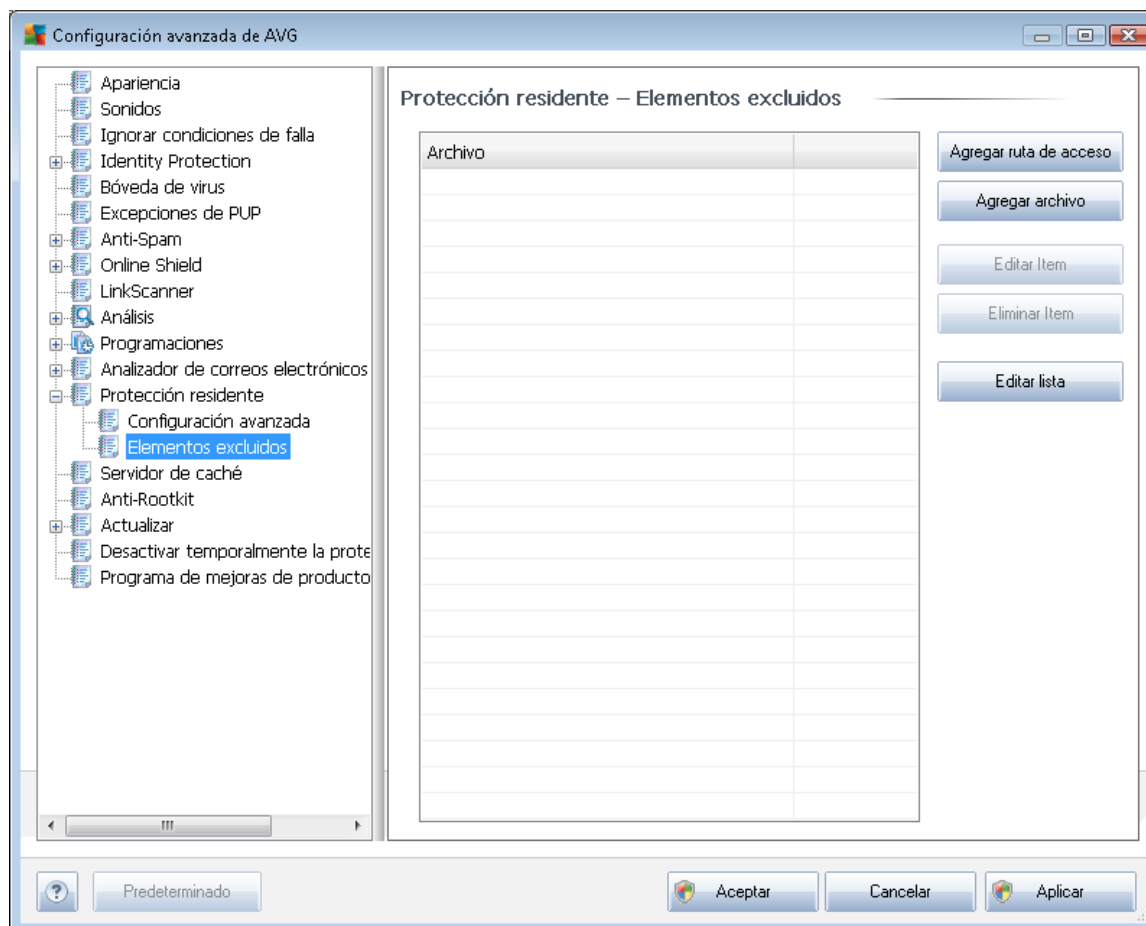 Configuración avanzada de AVG
Apariencia
Sonidos
Ignorar condiciones de falla
Identity Protection
Bóveda de virus
Excepciones de PUP
Anti-Spam
Online Shield
LinkScanner
Análisis
Programaciones
Analizador de correos electrónicos
Protección residente
Configuración avanzada
Elementos excluidos
Servidor de caché
Anti-Rootkit
Actualizar
Desactivar temporalmente la prote
Programa de mejoras de producto
Protección residente – Elementos excluidos
Archivo
Agregar ruta de acceso
Agregar archivo
Editar Item
Eliminar Item
Editar lista
Predeterminado
Aceptar
Cancelar
Aplicar